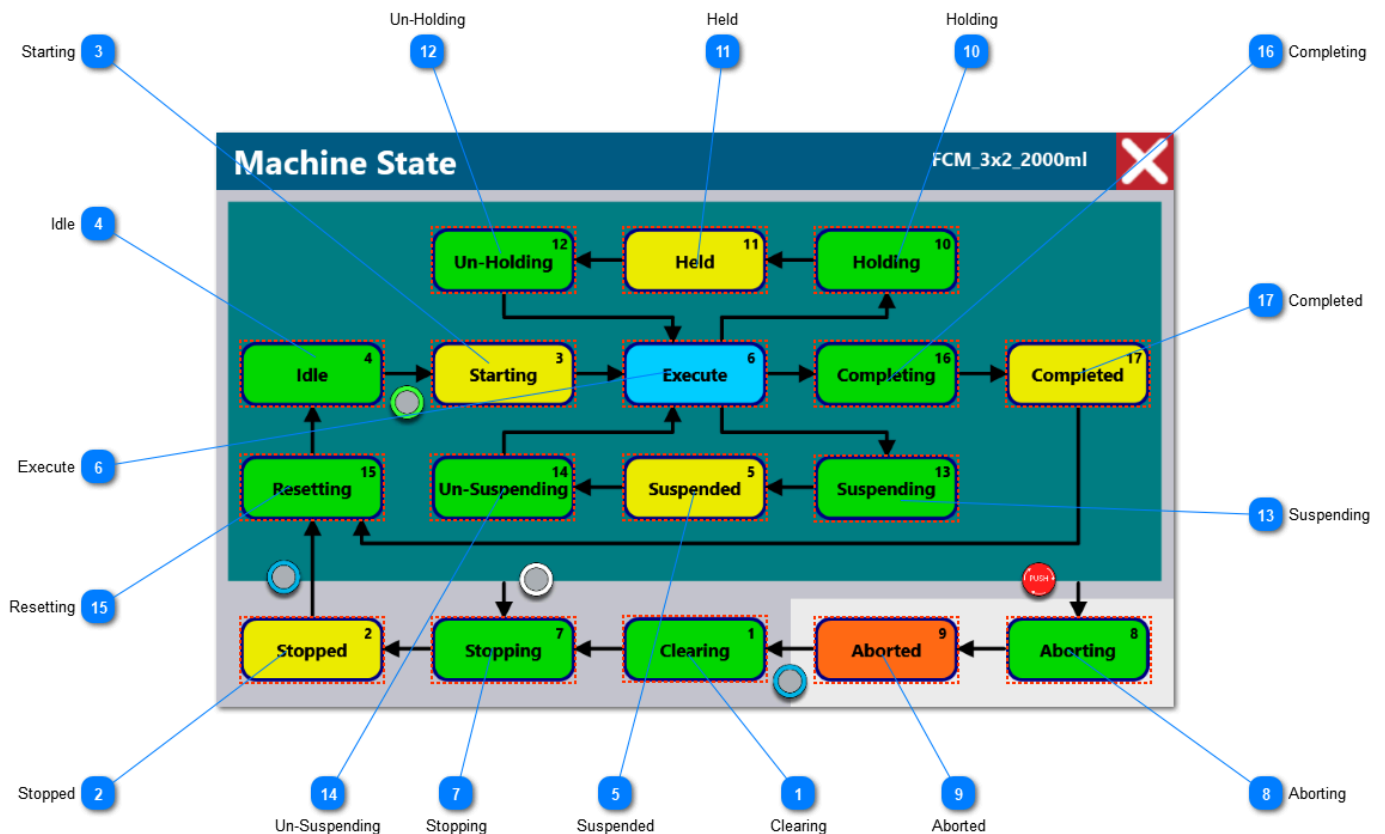 Un-Holding
Held
Holding
Starting 3
12
11
10
16 Completing
Machine State
FCM_3x2_2000ml
Idle 4
12
Un-Holding
11
Held
10
Holding
17 Completed
4
Idle
3
Starting
6
Execute
16
Completing
17
Completed
Execute 6
15
Resetting
14
Un-Suspending
5
Suspended
13
Suspending
13 Suspending
Resetting 15
PUSH
2
Stopped
7
Stopping
1
Clearing
9
Aborted
8
Aborting
Stopped 2
14
7
5
1
9
8 Aborting
Un-Suspending
Stopping
Suspended
Clearing
Aborted